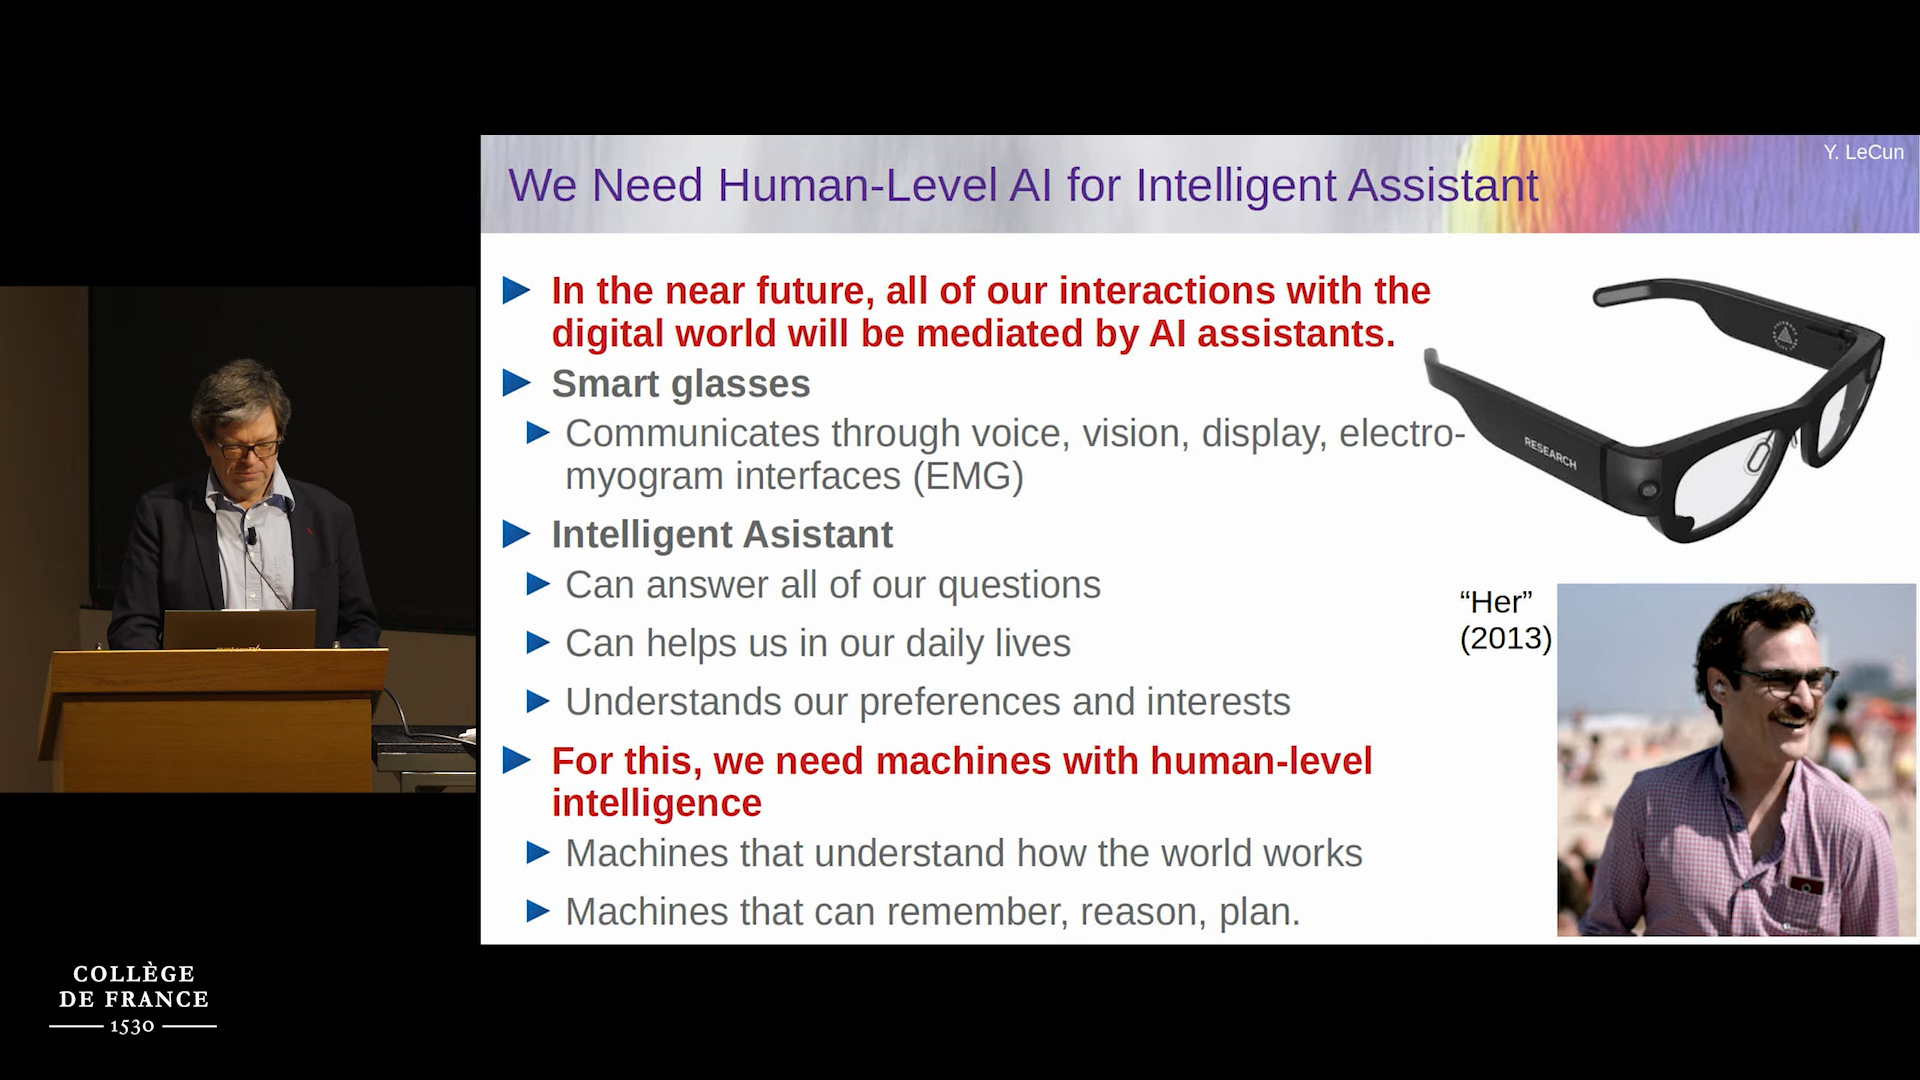 Y. LeCun
We Need Human-Level AI for Intelligent Assistant
In the near future, all of our interactions with the
digital world will be mediated by AI assistants.
Smart glasses
Communicates through voice, vision, display, electro-
myogram interfaces (EMG)
RESEARCH
Intelligent Asistant
Can answer all of our questions
Can helps us in our daily lives
Understands our preferences and interests
“Her”
(2013)
For this, we need machines with human-level
intelligence
Machines that understand how the world works
Machines that can remember, reason, plan.
COLLÈGE
DE FRANCE
1530